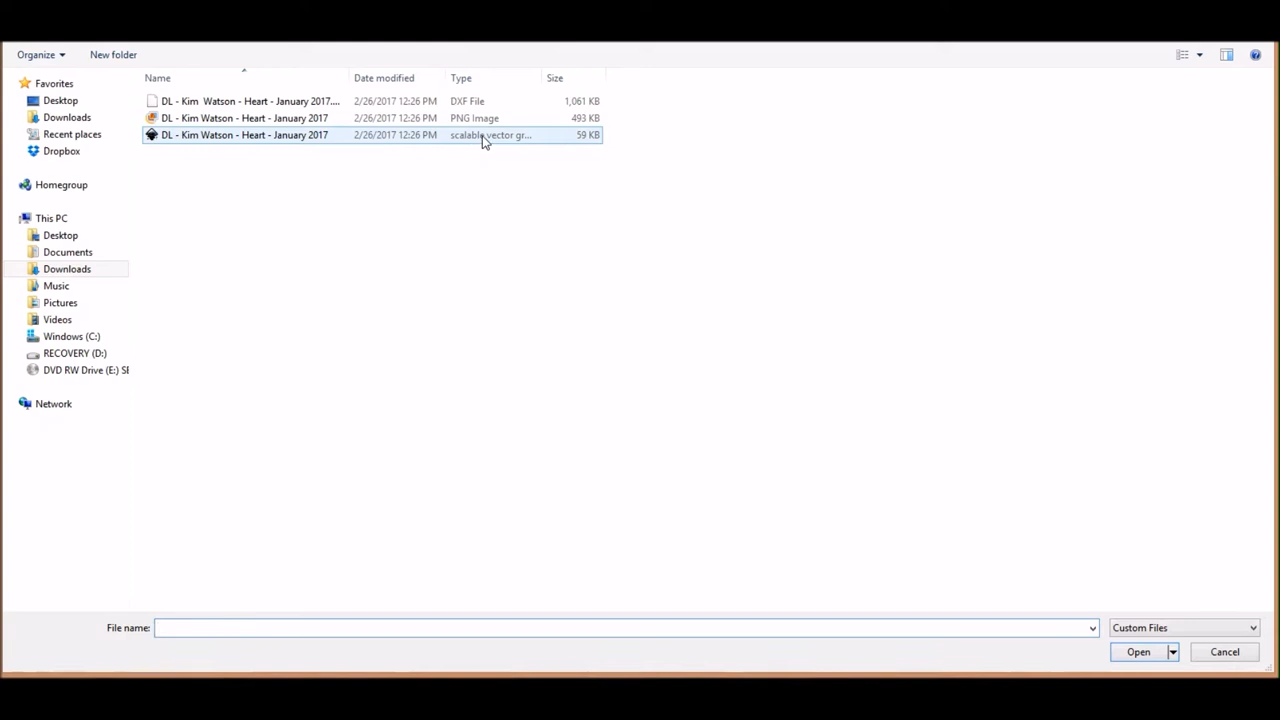 Organize New folder
Name Date modified Type Size
Favorites
Desktop
Downloads
Recent places
Dropbox
Homegroup
This PC
Desktop
Documents
Downloads
Music
Pictures
Videos
Windows (C:)
RECOVERY (D:)
DVD RW Drive (E:) SE
Network
DL - Kim Watson - Heart - January 2017.... 2/26/2017 12:26 PM DXF File 1,061 KB
DL - Kim Watson - Heart - January 2017 2/26/2017 12:26 PM PNG Image 493 KB
DL - Kim Watson - Heart - January 2017 2/26/2017 12:26 PM scalable vector gr... 59 KB
File name: Custom Files
Open Cancel